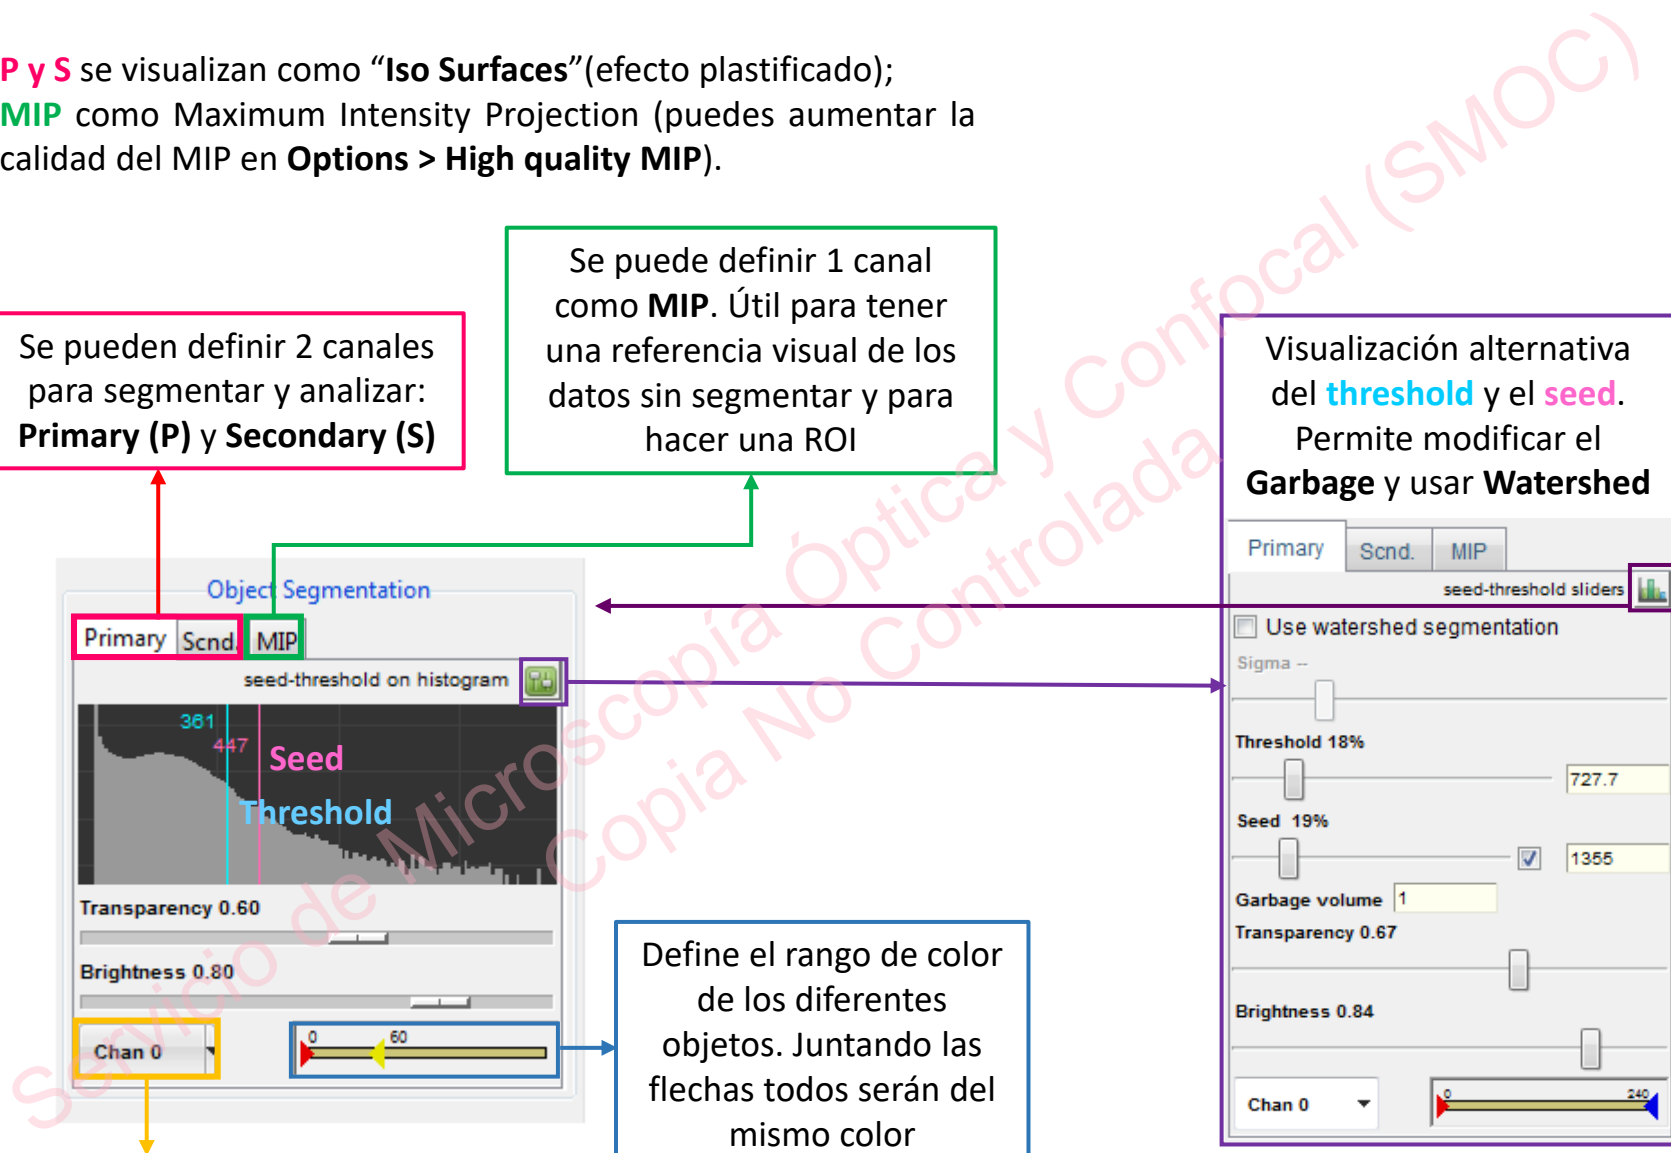 P y S se visualizan como “Iso Surfaces”(efecto plastificado);
MIP como Maximum Intensity Projection (puedes aumentar la
calidad del MIP en Options > High quality MIP).
Se puede definir 1 canal
como MIP. Útil para tener
una referencia visual de los
datos sin segmentar y para
hacer una ROI
Se pueden definir 2 canales
para segmentar y analizar:
Primary (P) y Secondary (S)
Visualización alternativa
del threshold y el seed.
Permite modificar el
Garbage y usar Watershed
Object Segmentation
Primary Scnd. MIP
seed-threshold on histogram
361
447
Seed
Threshold
Transparency 0.60
Brightness 0.80
Chan 0
0 60
Define el rango de color
de los diferentes
objetos. Juntando las
flechas todos serán del
mismo color
Primary Scnd. MIP
seed-threshold sliders
Use watershed segmentation
Sigma --
Threshold 18%
727.7
Seed 19%
1355
Garbage volume 1
Transparency 0.67
Brightness 0.84
Chan 0
0 240
Servicio de Microscopía Óptica y Confocal (SMOC)
Copia No Controlada